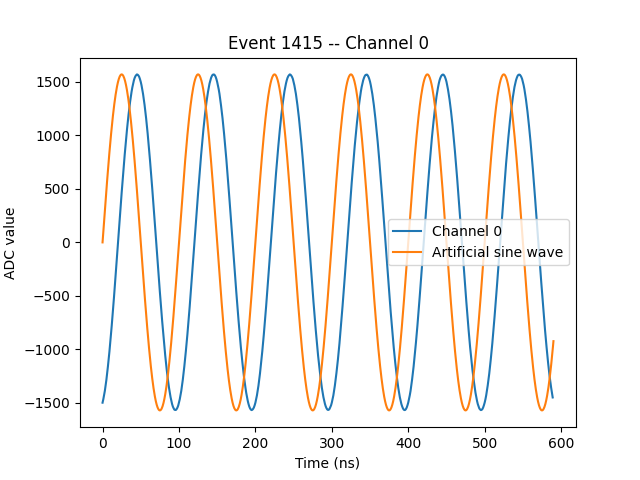 Event 1415 -- Channel 0
ADC value
1500
1000
500
0
−500
−1000
−1500
Channel 0
Artificial sine wave
0 100 200 300 400 500 600
Time (ns)